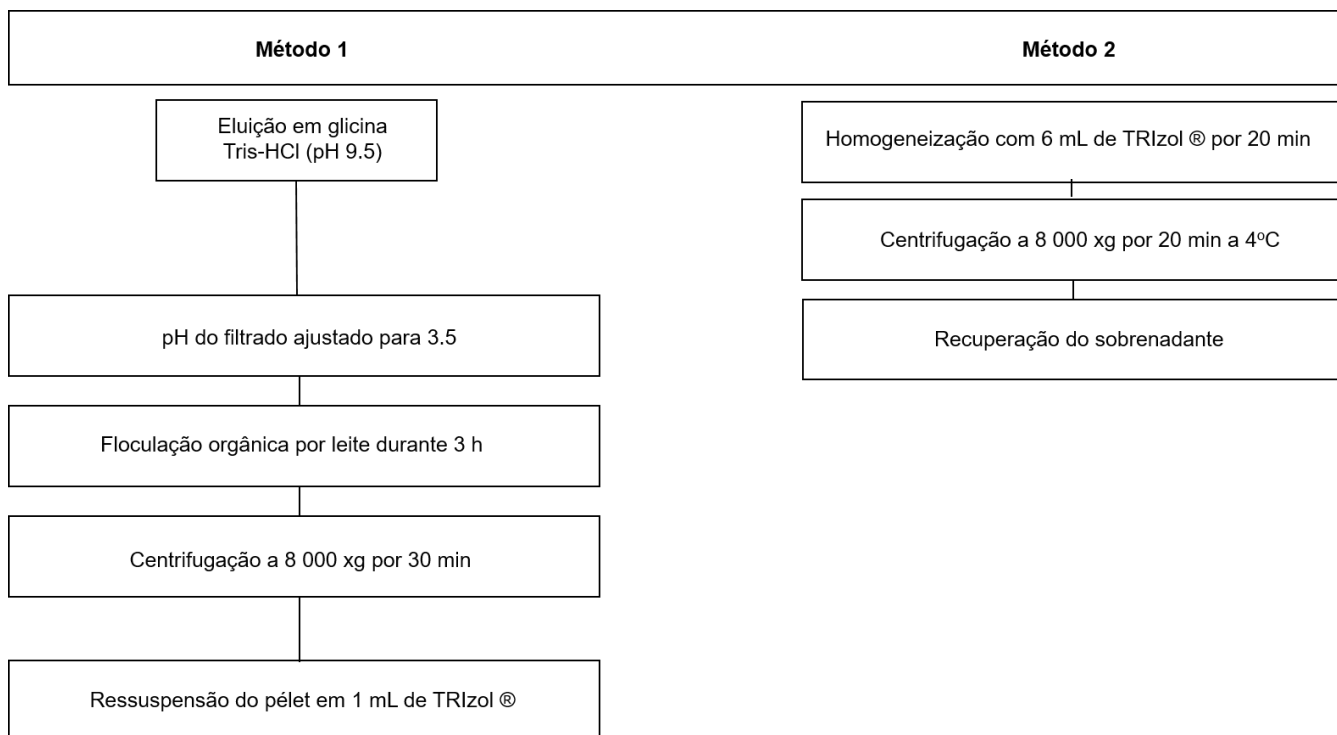 Método 1
Método 2
Eluição em glicina
Tris-HCl (pH 9.5)
pH do filtrado ajustado para 3.5
Floculação orgânica por leite durante 3 h
Centrifugação a 8 000 xg por 30 min
Ressuspensão do pélet em 1 mL de TRIzol ®
Homogeneização com 6 mL de TRIzol ® por 20 min
Centrifugação a 8 000 xg por 20 min a 4ºC
Recuperação do sobrenadante